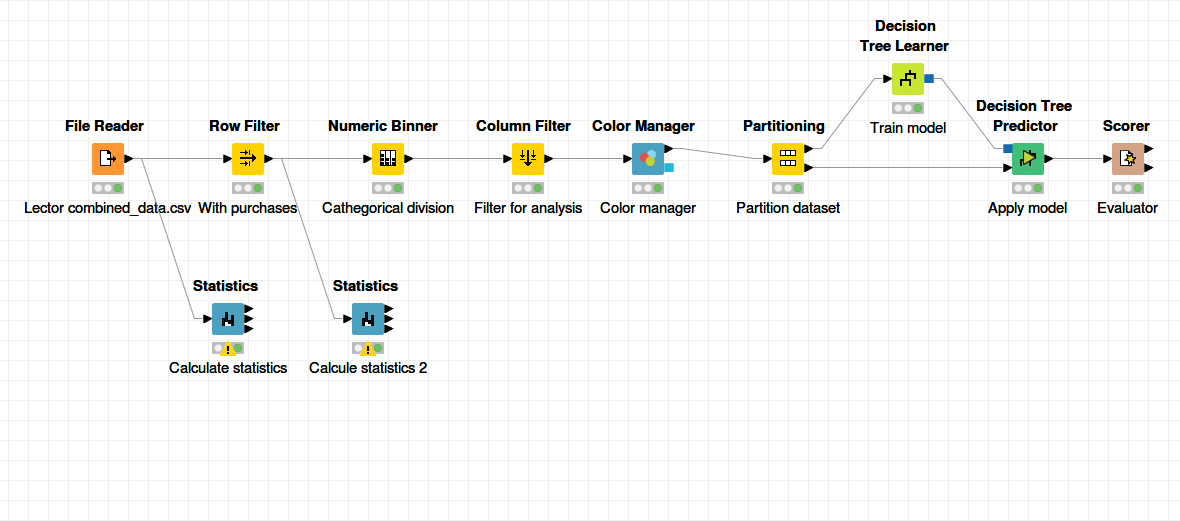 Decision
Tree Learner
Train model
File Reader
Lector combined_data.csv
Row Filter
With purchases
Numeric Binner
Cathegorical division
Column Filter
Filter for analysis
Color Manager
Color manager
Partitioning
Partition dataset
Decision Tree
Predictor
Apply model
Scorer
Evaluator
Statistics
Calculate statistics
Statistics
Calcule statistics 2